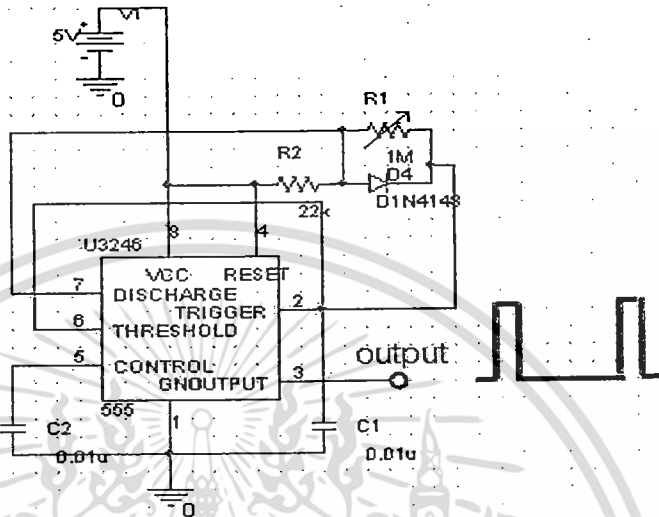 V1
5V
0
R1
1M
D4
D1N4148
R2
22k
U3246
8
4
VCC
RESET
7
DISCHARGE
TRIGGER
2
6
THRESHOLD
5
CONTROL
GNDOUTPUT
3
output
555
1
C2
0.01u
C1
0.01u
0